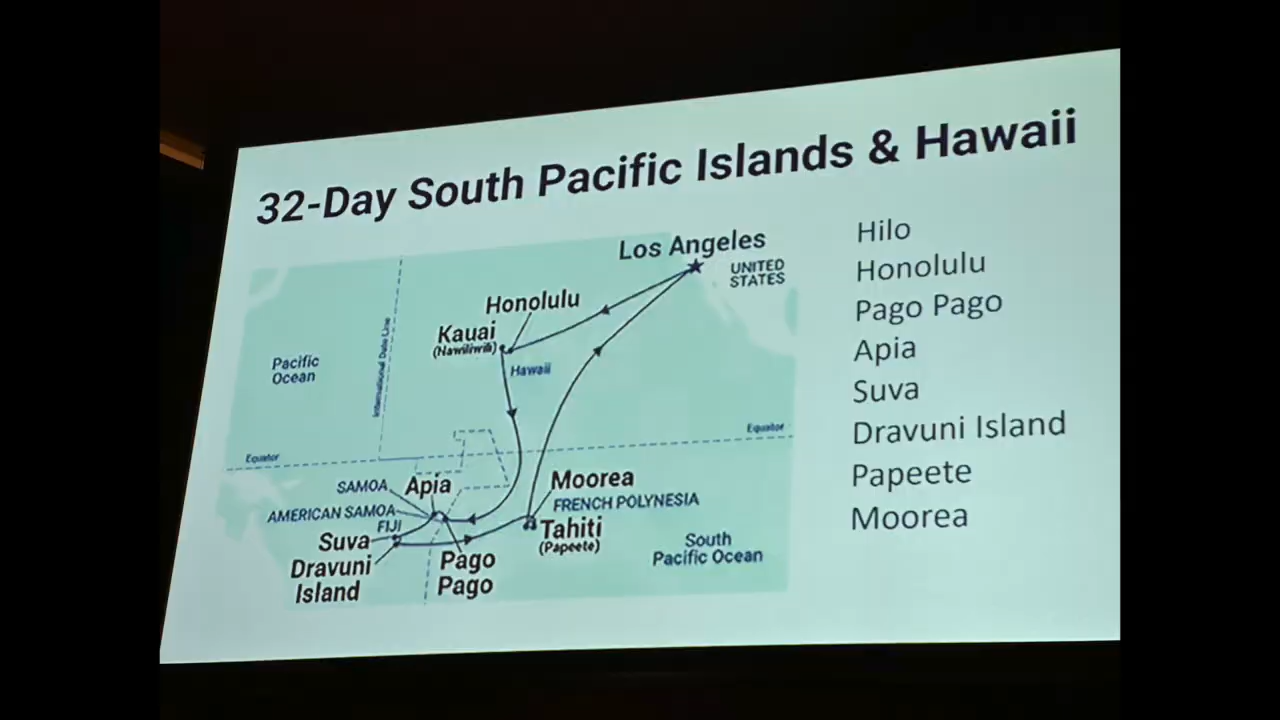 32-Day South Pacific Islands & Hawaii
Los Angeles
UNITED
STATES
Honolulu
Kauai
(Nawiliwili)
Hawaii
International Date Line
Pacific
Ocean
Equator
Equator
SAMOA
Apia
AMERICAN SAMOA
FIJI
Suva
Dravuni
Island
Pago
Pago
Moorea
FRENCH POLYNESIA
Tahiti
(Papeete)
South
Pacific Ocean
Hilo
Honolulu
Pago Pago
Apia
Suva
Dravuni Island
Papeete
Moorea